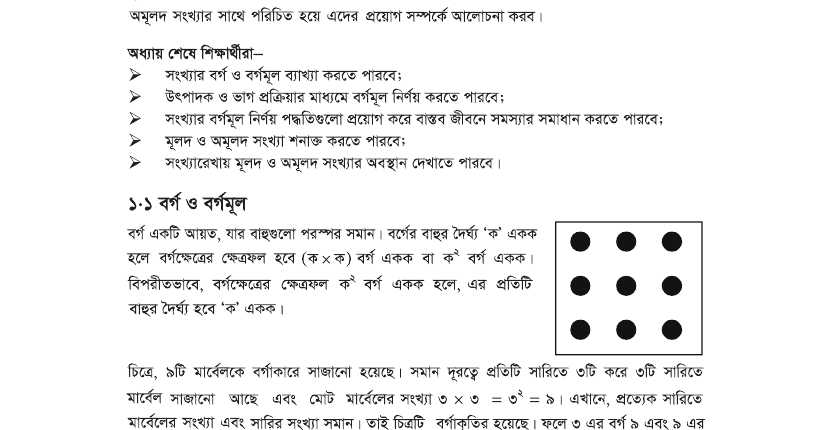 অমূলদ সংখ্যার সাথে পরিচিত হয়ে এদের প্রয়োগ সম্পর্কে আলোচনা করব।
অধ্যায় শেষে শিক্ষার্থীরা–
➢ সংখ্যার বর্গ ও বর্গমূল ব্যাখ্যা করতে পারবে;
➢ উৎপাদক ও ভাগ প্রক্রিয়ার মাধ্যমে বর্গমূল নির্ণয় করতে পারবে;
➢ সংখ্যার বর্গমূল নির্ণয় পদ্ধতিগুলো প্রয়োগ করে বাস্তব জীবনে সমস্যার সমাধান করতে পারবে;
➢ মূলদ ও অমূলদ সংখ্যা শনাক্ত করতে পারবে;
➢ সংখ্যারেখায় মূলদ ও অমূলদ সংখ্যার অবস্থান দেখাতে পারবে।
১·১ বর্গ ও বর্গমূল
বর্গ একটি আয়ত, যার বাহুগুলো পরস্পর সমান। বর্গের বাহুর দৈর্ঘ্য ‘ক’ একক
হলে বর্গক্ষেত্রের ক্ষেত্রফল হবে (ক × ক) বর্গ একক বা ক² বর্গ একক।
বিপরীতভাবে, বর্গক্ষেত্রের ক্ষেত্রফল ক² বর্গ একক হলে, এর প্রতিটি
বাহুর দৈর্ঘ্য হবে ‘ক’ একক।
চিত্রে, ৯টি মার্বেলকে বর্গাকারে সাজানো হয়েছে। সমান দূরত্বে প্রতিটি সারিতে ৩টি করে ৩টি সারিতে
মার্বেল সাজানো আছে এবং মোট মার্বেলের সংখ্যা ৩ × ৩ = ৩² = ৯। এখানে, প্রত্যেক সারিতে
মার্বেলের সংখ্যা এবং সারির সংখ্যা সমান। তাই চিত্রটি বর্গাকৃতির হয়েছে। ফলে ৩ এর বর্গ ৯ এবং ৯ এর